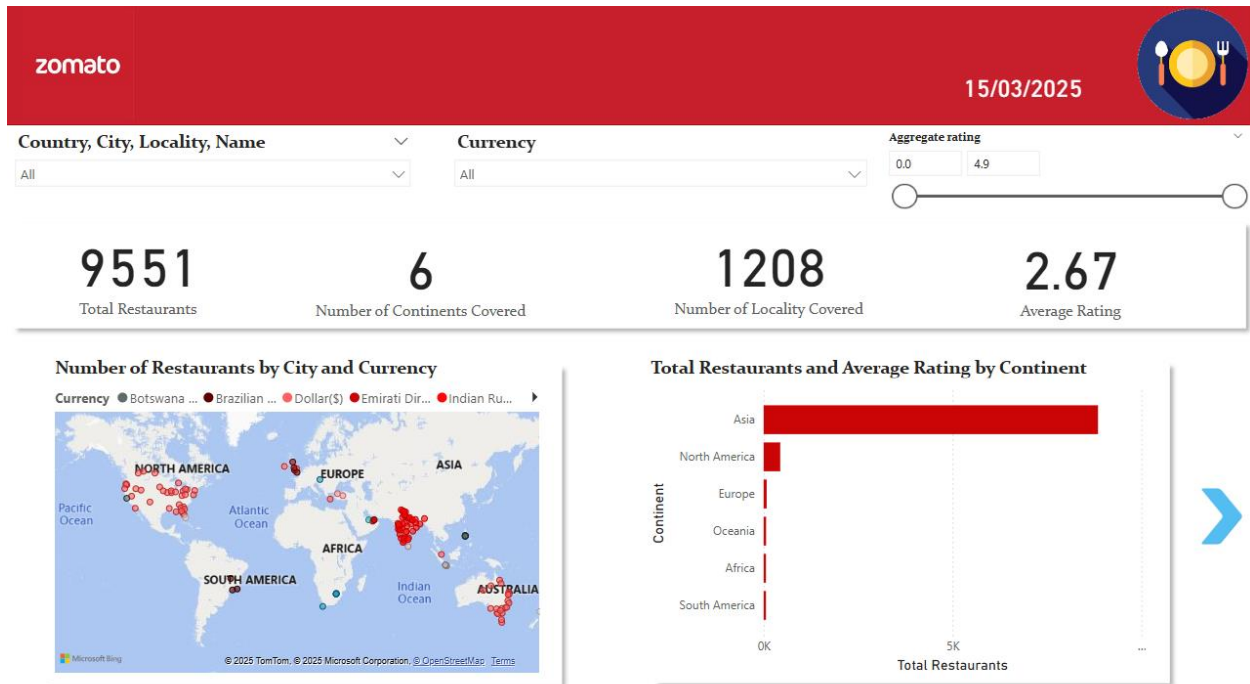 zomato
15/03/2025
Country, City, Locality, Name
All
Currency
All
Aggregate rating
0.0 4.9
9551
Total Restaurants
6
Number of Continents Covered
1208
Number of Locality Covered
2.67
Average Rating
Number of Restaurants by City and Currency
Currency Botswana ... Brazilian ... Dollar($) Emirati Dir... Indian Ru...
NORTH AMERICA
EUROPE
ASIA
Pacific
Ocean
Atlantic
Ocean
AFRICA
SOUTH AMERICA
Indian
Ocean
AUSTRALIA
Microsoft Bing
© 2025 TomTom, © 2025 Microsoft Corporation, © OpenStreetMap Terms
Total Restaurants and Average Rating by Continent
Continent
Asia
North America
Europe
Oceania
Africa
South America
0K 5K ...
Total Restaurants